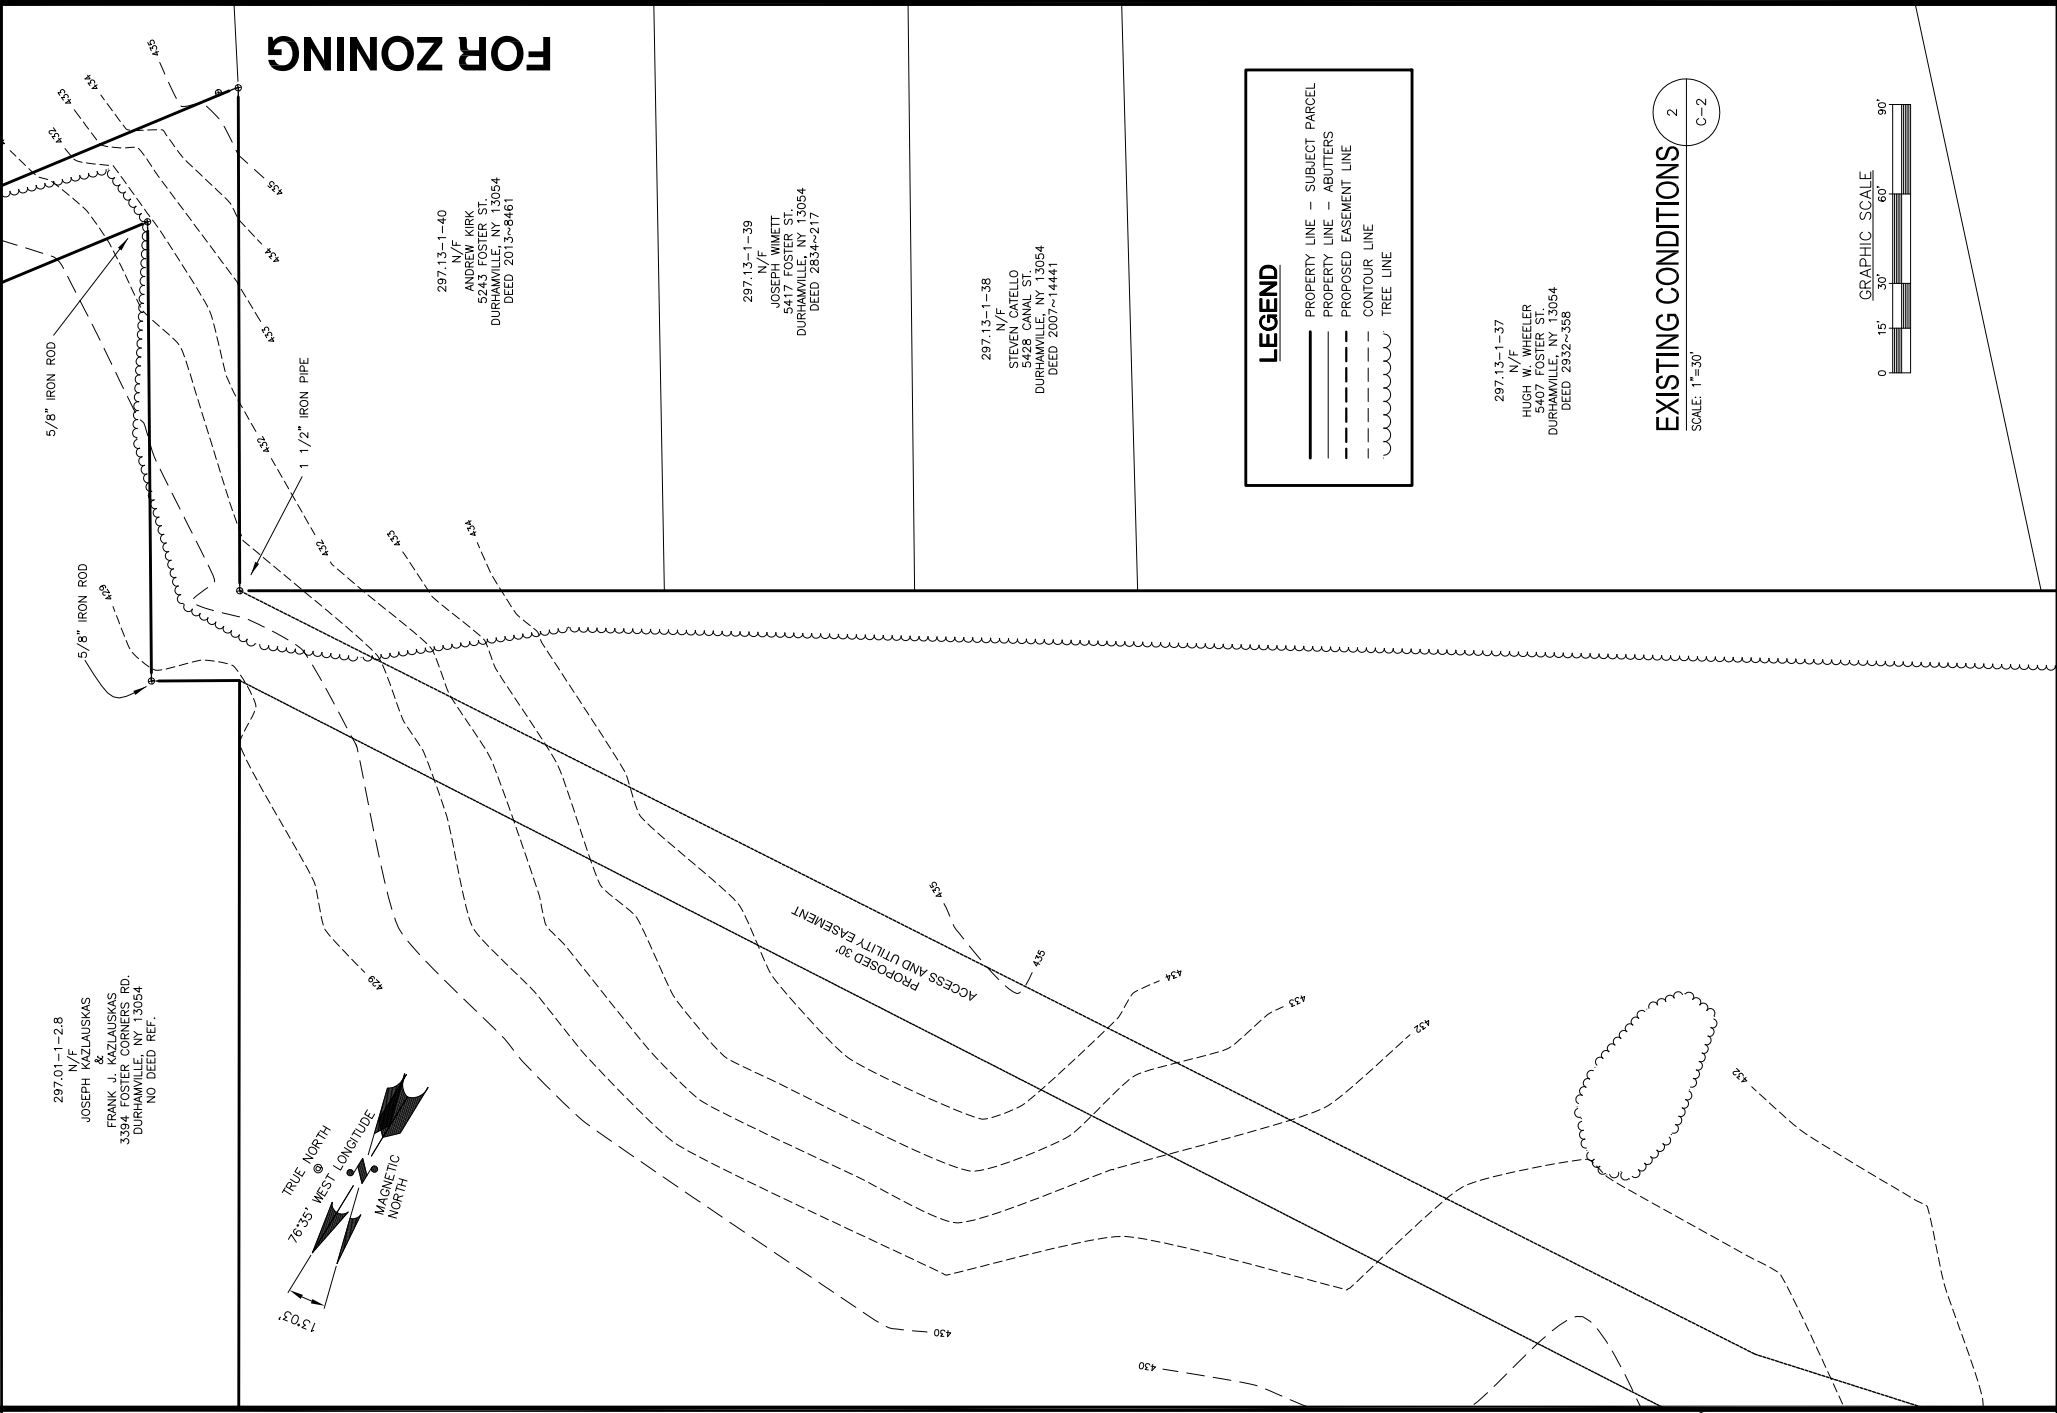 FOR ZONING
435
434
433
432
435
434
433
432
5/8" IRON ROD
1 1/2" IRON PIPE
5/8" IRON ROD
429
432
433
434
297.13-1-40
N/F
ANDREW KIRK
5243 FOSTER ST.
DURHAMVILLE, NY 13054
DEED 2013~8461
297.13-1-39
N/F
JOSEPH WIMETT
5417 FOSTER ST.
DURHAMVILLE, NY 13054
DEED 2834~217
297.13-1-38
N/F
STEVEN CATELLO
5428 CANAL ST.
DURHAMVILLE, NY 13054
DEED 2007~14441
LEGEND
PROPERTY LINE - SUBJECT PARCEL
PROPERTY LINE - ABUTTERS
PROPOSED EASEMENT LINE
CONTOUR LINE
TREE LINE
297.13-1-37
N/F
HUGH W. WHEELER
5407 FOSTER ST.
DURHAMVILLE, NY 13054
DEED 2932~358
EXISTING CONDITIONS
SCALE: 1"=30'
2
C-2
GRAPHIC SCALE
0 15' 30' 60' 90'
297.01-1-2.8
N/F
JOSEPH KAZLAUSKAS
&
FRANK J. KAZLAUSKAS
3394 FOSTER CORNERS RD.
DURHAMVILLE, NY 13054
NO DEED REF.
429
PROPOSED 30'
ACCESS AND UTILITY EASEMENT
435
435
434
433
432
432
TRUE NORTH
@
76°35' WEST LONGITUDE
MAGNETIC
NORTH
13°03'
430
430